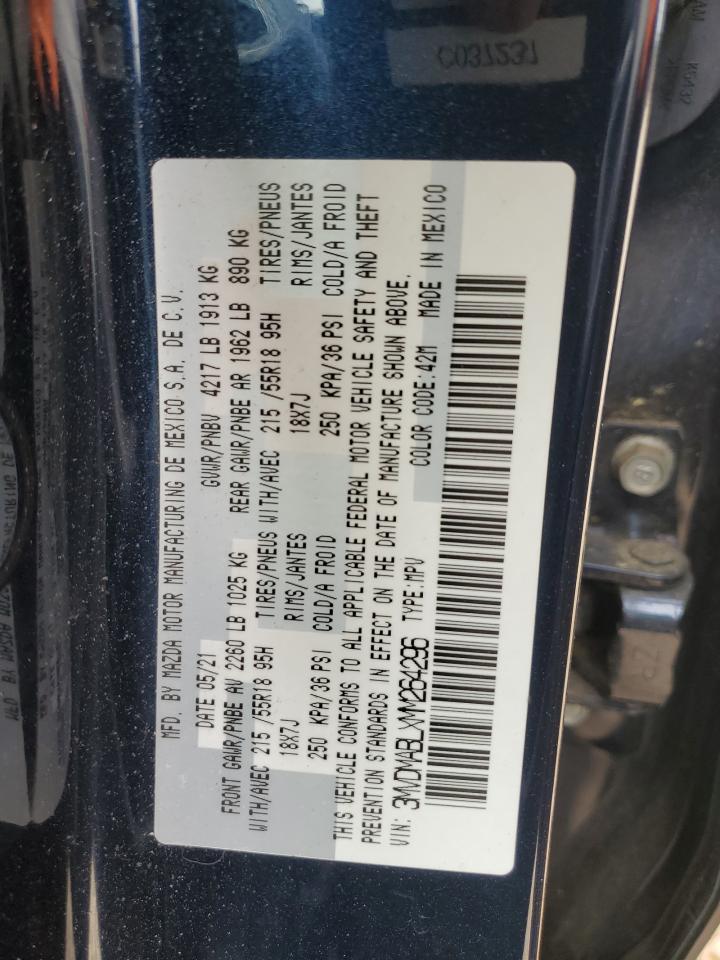 MFD. BY MAZDA MOTOR MANUFACTURING DE MEXICO S.A. DE C.V.
DATE 05/21 GVWR/PNBV 4217 LB 1913 KG
FRONT GAWR/PNBE AV 2260 LB 1025 KG REAR GAWR/PNBE AR 1962 LB 890 KG
WITH/AVEC 215 /55R18 95H TIRES/PNEUS WITH/AVEC 215 /55R18 95H TIRES/PNEUS
18X7J RIMS/JANTES 18X7J RIMS/JANTES
250 KPA/36 PSI COLD/A FROID 250 KPA/36 PSI COLD/A FROID
THIS VEHICLE CONFORMS TO ALL APPLICABLE FEDERAL MOTOR VEHICLE SAFETY AND THEFT
PREVENTION STANDARDS IN EFFECT ON THE DATE OF MANUFACTURE SHOWN ABOVE.
VIN: 3MVDMABLXMM264296 TYPE:MPV COLOR CODE:42M MADE IN MEXICO
C037237